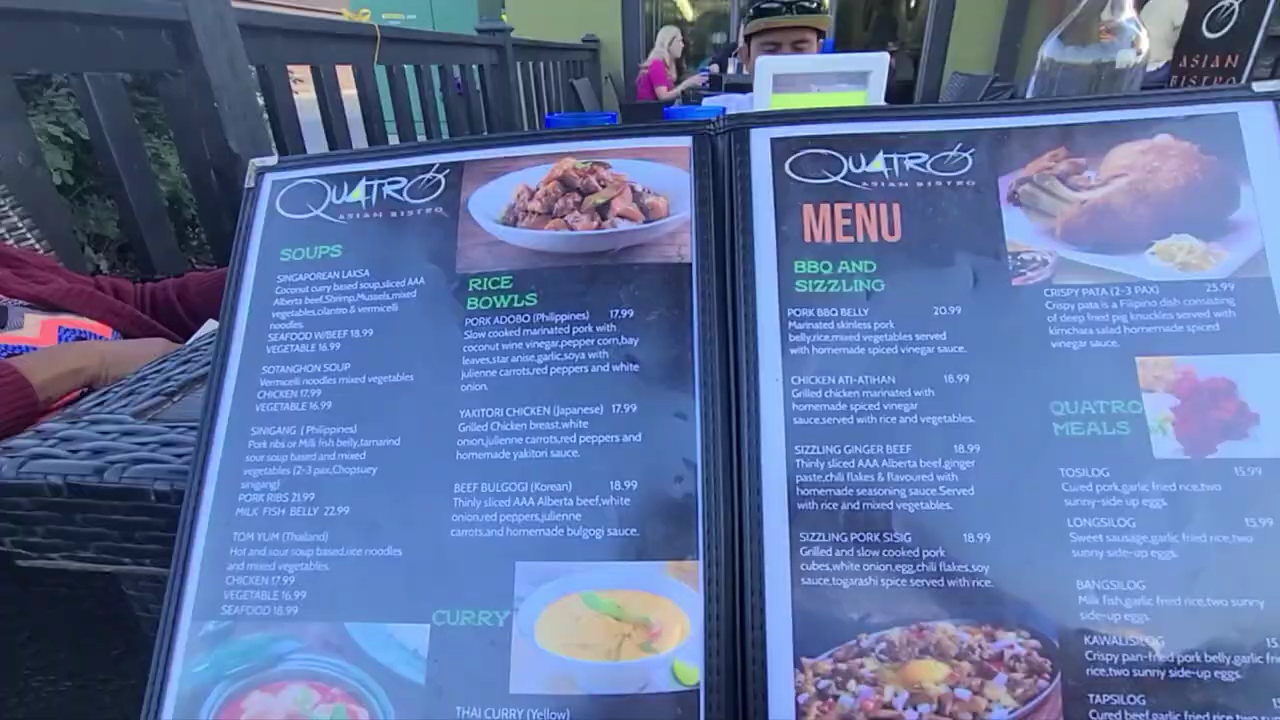 ASIAN
BISTRO
QUATRO
ASIAN BISTRO
SOUPS
SINGAPOREAN LAKSA
Coconut curry based soup,sliced AAA
Alberta beef,Shrimp,Mussels,mixed
vegetables,cilantro & vermicelli
noodles.
SEAFOOD W/BEEF 18.99
VEGETABLE 16.99
SOTANGHON SOUP
Vermicelli noodles mixed vegetables
CHICKEN 17.99
VEGETABLE 16.99
SINIGANG ( Philippines)
Pork ribs or Milk fish belly,tamarind
sour soup based and mixed
vegetables (2-3 pax,Chopsuey
sinigang)
PORK RIBS 21.99
MILK FISH BELLY 22.99
TOM YUM (Thailand)
Hot and sour soup based,rice noodles
and mixed vegetables.
CHICKEN 17.99
VEGETABLE 16.99
SEAFOOD 18.99
RICE
BOWLS
PORK ADOBO (Philippines) 17.99
Slow cooked marinated pork with
coconut wine vinegar,pepper corn,bay
leaves,star anise,garlic,soya with
julienne carrots,red peppers and white
onion.
YAKITORI CHICKEN (Japanese) 17.99
Grilled Chicken breast,white
onion,julienne carrots,red peppers and
homemade yakitori sauce.
BEEF BULGOGI (Korean) 18.99
Thinly sliced AAA Alberta beef,white
onion,red peppers,julienne
carrots,and homemade bulgogi sauce.
CURRY
THAI CURRY (Yellow)
QUATRO
ASIAN BISTRO
MENU
BBQ AND
SIZZLING
PORK BBQ BELLY 20.99
Marinated skinless pork
belly,rice,mixed vegetables served
with homemade spiced vinegar sauce.
CHICKEN ATI-ATIHAN 18.99
Grilled chicken marinated with
homemade spiced vinegar
sauce,served with rice and vegetables.
SIZZLING GINGER BEEF 18.99
Thinly sliced AAA Alberta beef,ginger
paste,chili flakes & flavoured with
homemade seasoning sauce.Served
with rice and mixed vegetables.
SIZZLING PORK SISIG 18.99
Grilled and slow cooked pork
cubes,white onion,egg,chili flakes,soy
sauce,togarashi spice served with rice.
CRISPY PATA (2-3 PAX) 23.99
Crispy pata is a Filipino dish consisting
of deep fried pig knuckles served with
kimchara salad homemade spiced
vinegar sauce.
QUATRO
MEALS
TOSILOG 15.99
Cured pork,garlic fried rice,two
sunny-side up eggs.
LONGSILOG 15.99
Sweet sausage,garlic fried rice,two
sunny side-up eggs.
BANGSILOG
Milk fish,garlic fried rice,two sunny
side-up eggs.
KAWALISILOG 15
Crispy pan-fried pork belly,garlic fri
rice,two sunny side-up eggs.
TAPSILOG
Cured beef,garlic fried rice,two